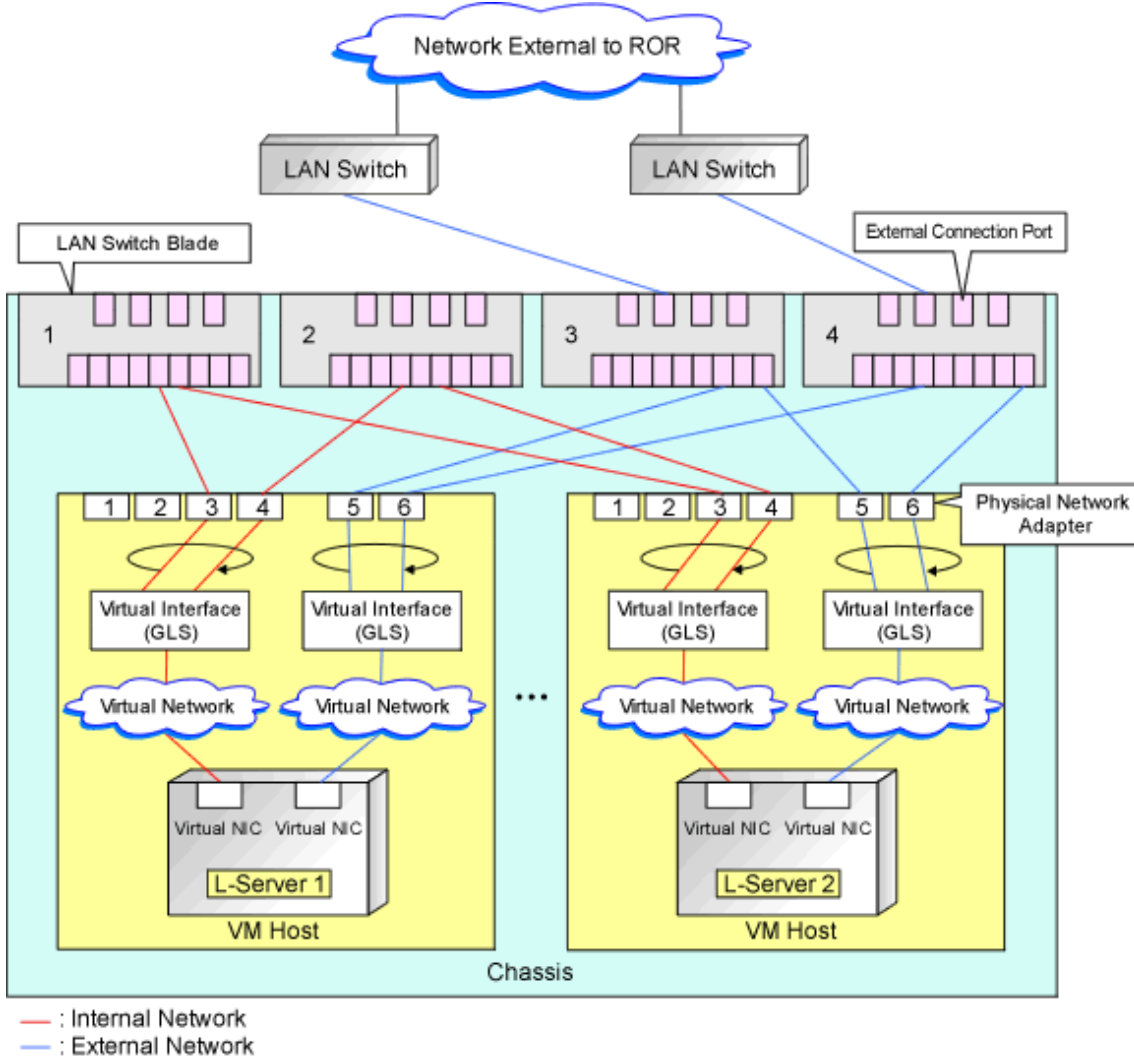 Network External to ROR
LAN Switch
LAN Switch
LAN Switch Blade
External Connection Port
1
2
3
4
1
2
3
4
5
6
1
2
3
4
5
6
Physical Network
Adapter
Virtual Interface
(GLS)
Virtual Interface
(GLS)
Virtual Interface
(GLS)
Virtual Interface
(GLS)
Virtual Network
Virtual Network
...
Virtual Network
Virtual Network
Virtual NIC
Virtual NIC
Virtual NIC
Virtual NIC
L-Server 1
L-Server 2
VM Host
VM Host
Chassis
: Internal Network
: External Network